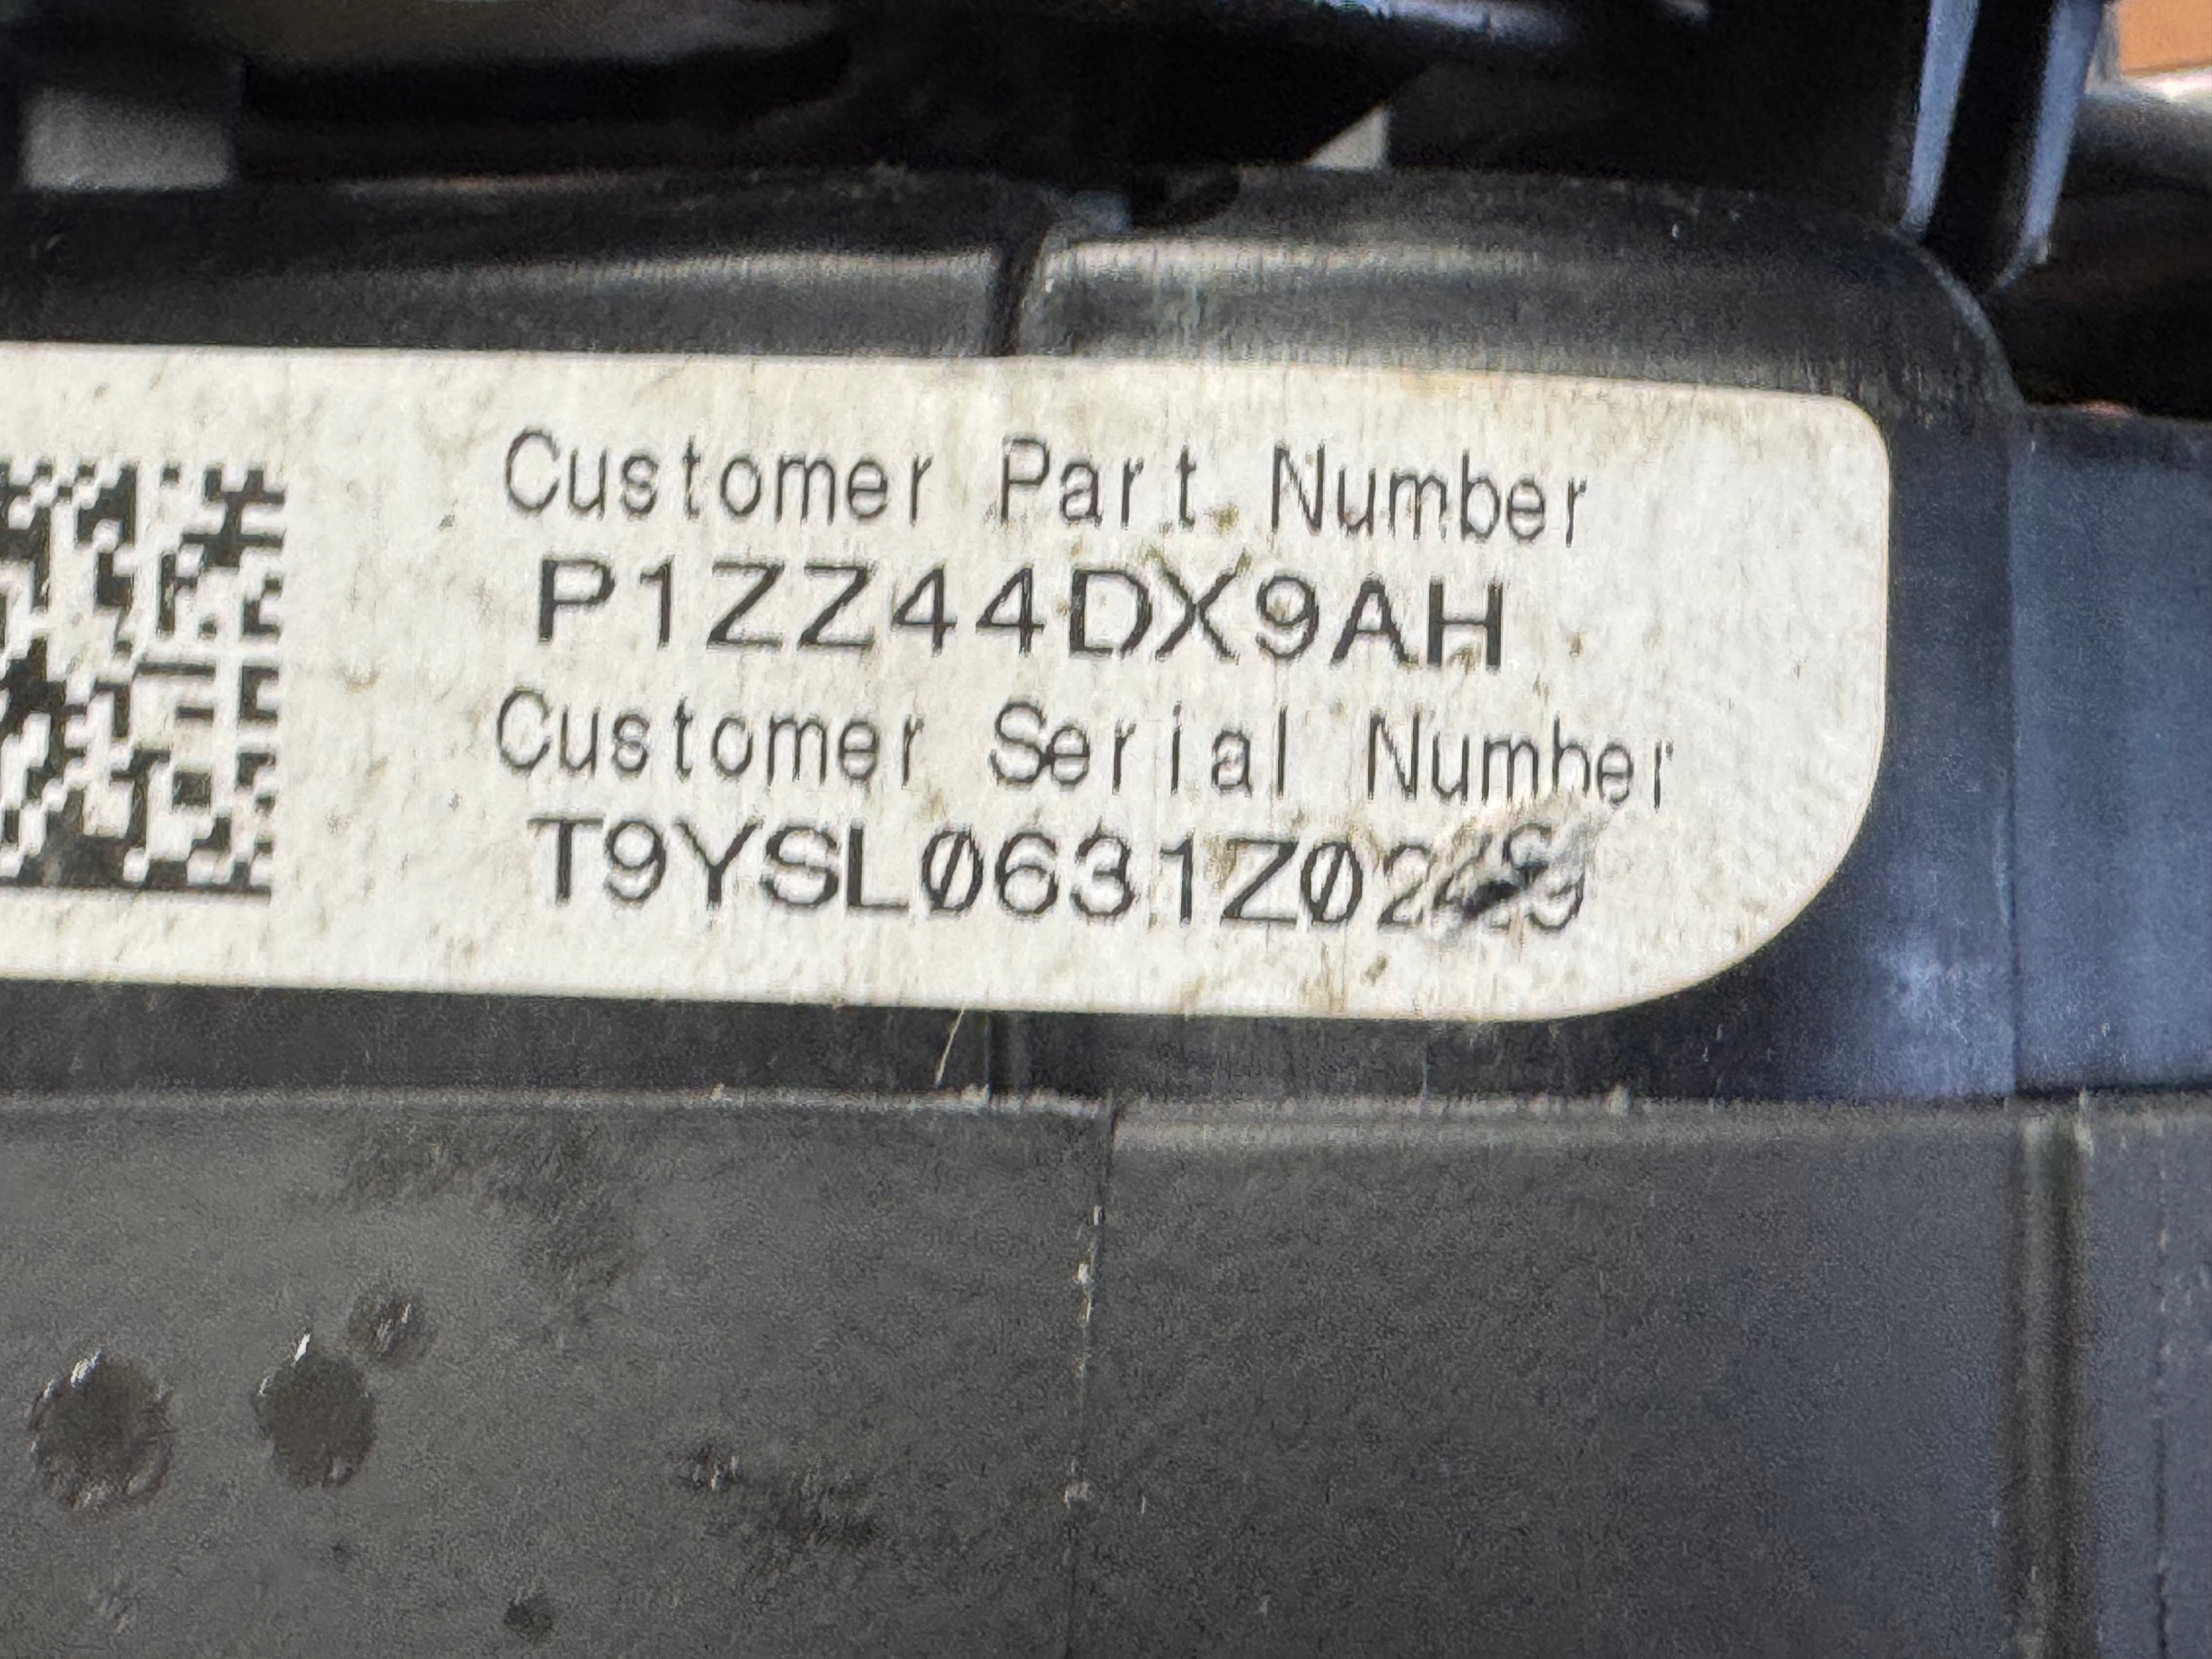 Customer Part Number
P1ZZ44DX9AH
Customer Serial Number